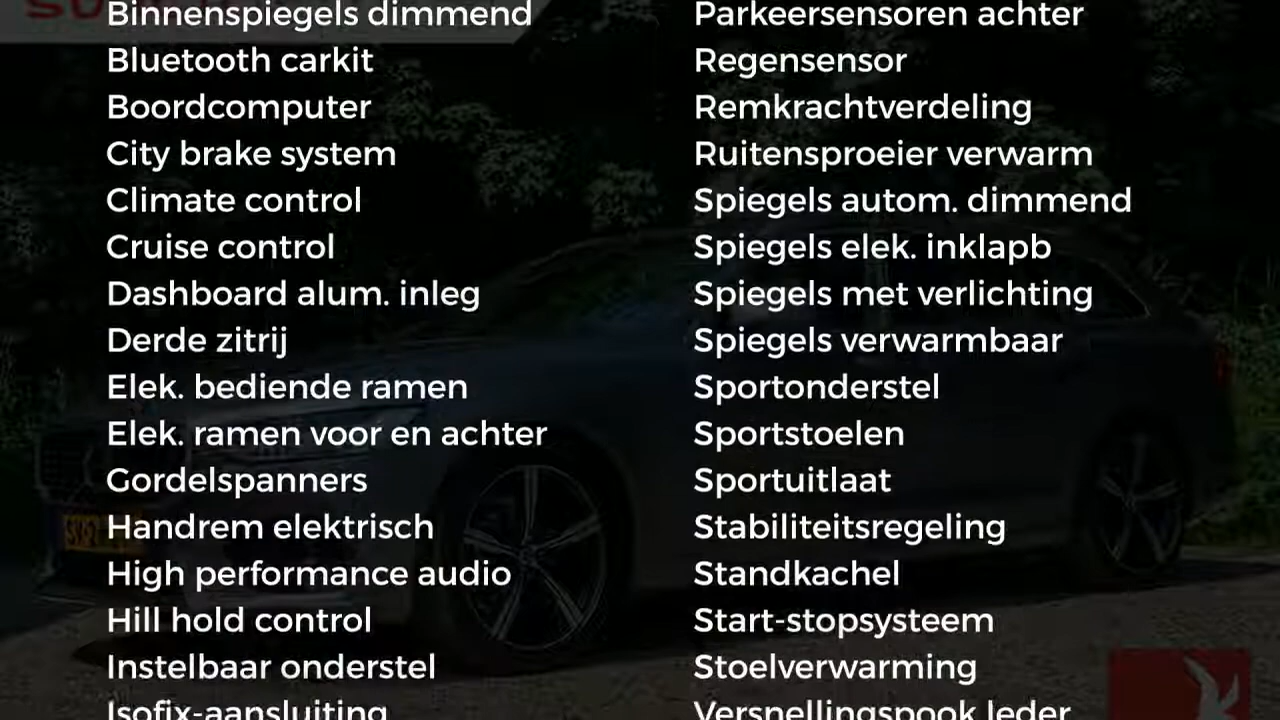 Binnenspiegels dimmend
Bluetooth carkit
Boordcomputer
City brake system
Climate control
Cruise control
Dashboard alum. inleg
Derde zitrij
Elek. bediende ramen
Elek. ramen voor en achter
Gordelspanners
Handrem elektrisch
High performance audio
Hill hold control
Instelbaar onderstel
Isofix-aansluiting
Parkeersensoren achter
Regensensor
Remkrachtverdeling
Ruitensproeier verwarm
Spiegels autom. dimmend
Spiegels elek. inklapb
Spiegels met verlichting
Spiegels verwarmbaar
Sportonderstel
Sportstoelen
Sportuitlaat
Stabiliteitsregeling
Standkachel
Start-stopsysteem
Stoelverwarming
Versnellingspook leder